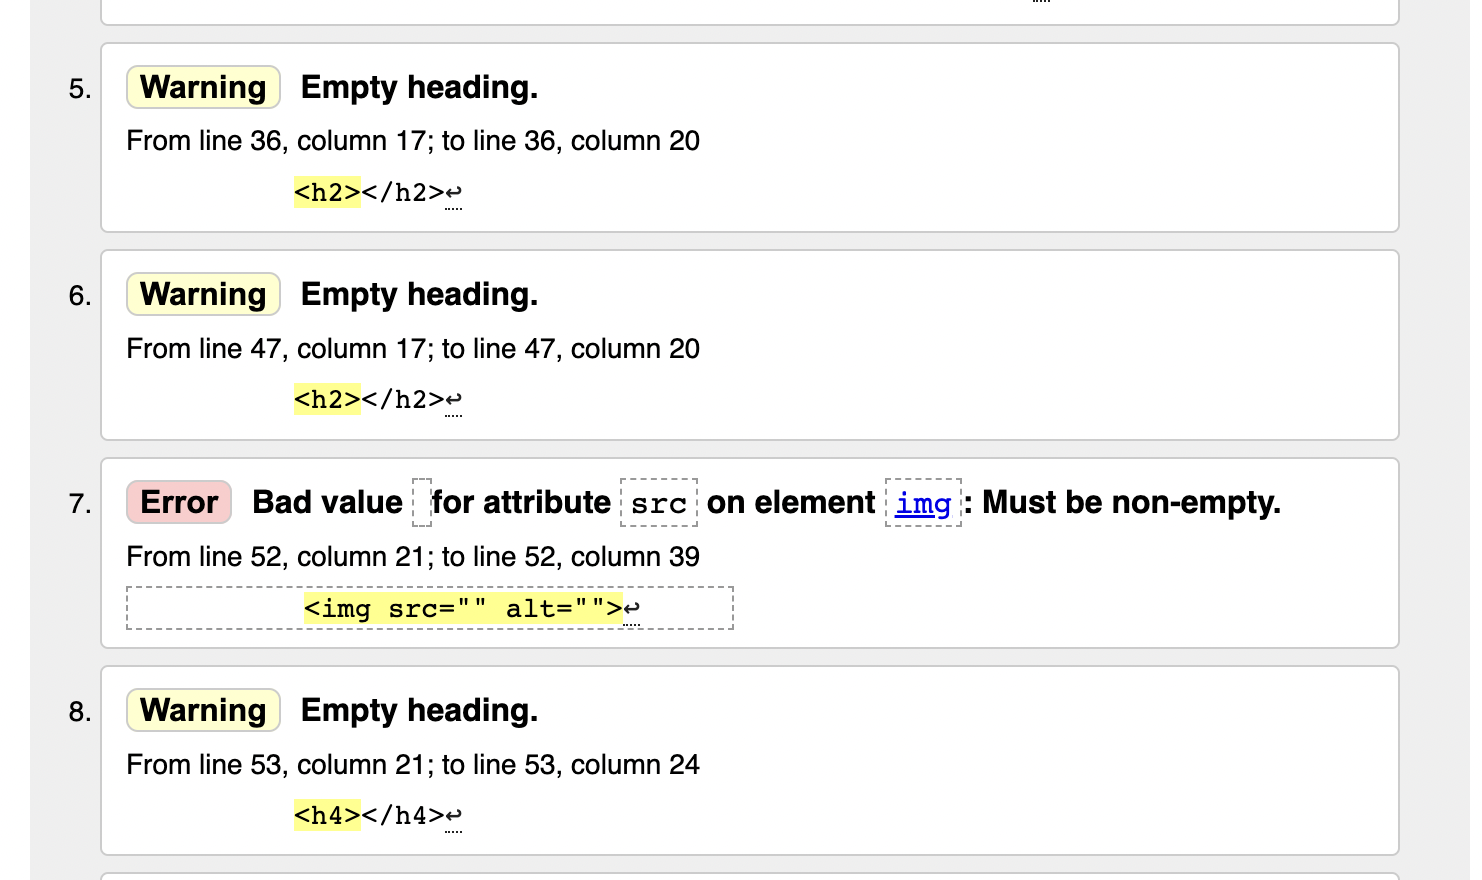 5. Warning Empty heading.
From line 36, column 17; to line 36, column 20
<h2></h2>↩
6. Warning Empty heading.
From line 47, column 17; to line 47, column 20
<h2></h2>↩
7. Error Bad value for attribute src on element img: Must be non-empty.
From line 52, column 21; to line 52, column 39
<img src="" alt="">↩
8. Warning Empty heading.
From line 53, column 21; to line 53, column 24
<h4></h4>↩